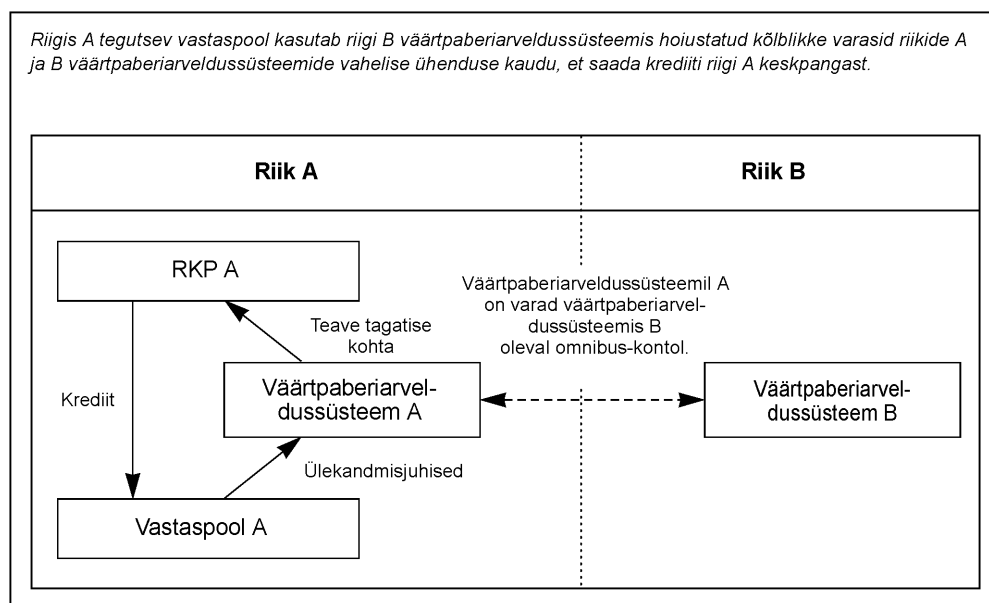 Riigis A tegutsev vastaspool kasutab riigi B väärtpaberiarveldussüsteemis hoiustatud kõlblikke varasid riikide A
ja B väärtpaberiarveldussüsteemide vahelise ühenduse kaudu, et saada krediiti riigi A keskpangast.
Riik A
Riik B
RKP A
Väärtpaberiarveldussüsteemil A
on varad väärtpaberiarvel-
dussüsteemis B
oleval omnibus-kontol.
Teave tagatise
kohta
Krediit
Väärtpaberiarvel-
dussüsteem A
Väärtpaberiarvel-
dussüsteem B
Ülekandmisjuhised
Vastaspool A